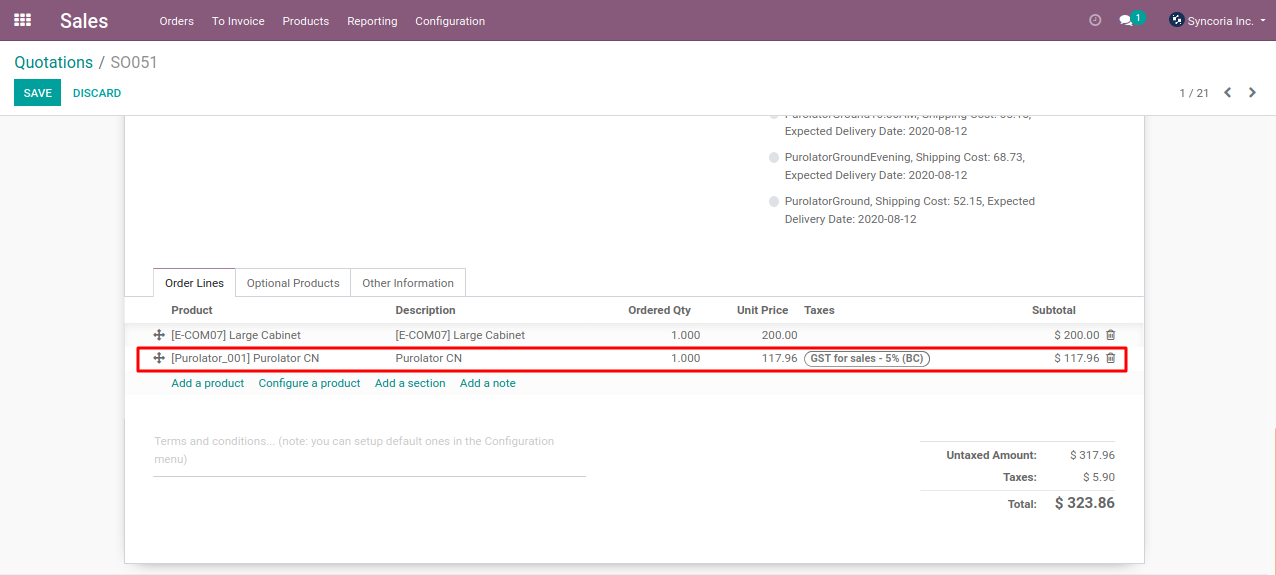 Sales Orders To Invoice Products Reporting Configuration 1 Syncoria Inc.
Quotations / SO051
SAVE DISCARD 1 / 21
Shipping Cost:
Expected Delivery Date: 2020-08-12
PurolatorGroundEvening, Shipping Cost: 68.73,
Expected Delivery Date: 2020-08-12
PurolatorGround, Shipping Cost: 52.15, Expected
Delivery Date: 2020-08-12
Order Lines Optional Products Other Information
Product Description Ordered Qty Unit Price Taxes Subtotal
[E-COM07] Large Cabinet [E-COM07] Large Cabinet 1.000 200.00 $ 200.00
[Purolator_001] Purolator CN Purolator CN 1.000 117.96 GST for sales - 5% (BC) $ 117.96
Add a product Configure a product Add a section Add a note
Terms and conditions... (note: you can setup default ones in the Configuration
menu)
Untaxed Amount: $ 317.96
Taxes: $ 5.90
Total: $ 323.86